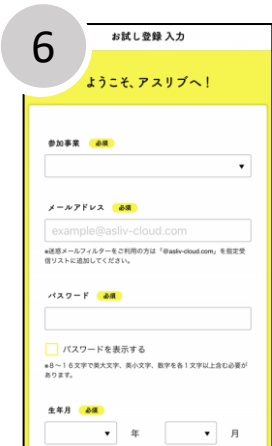 6
お試し登録 入力
ようこそ、アスリブへ！
参加事業 必須
▼
メールアドレス 必須
example@asliv-cloud.com
※迷惑メールフィルターをご利用の方は「@asliv-cloud.com」を指定受
信リストに追加してください。
パスワード 必須
パスワードを表示する
※8〜16文字で英大文字、英小文字、数字を各1文字以上含む必要が
あります。
生年月 必須
▼ 年 ▼ 月